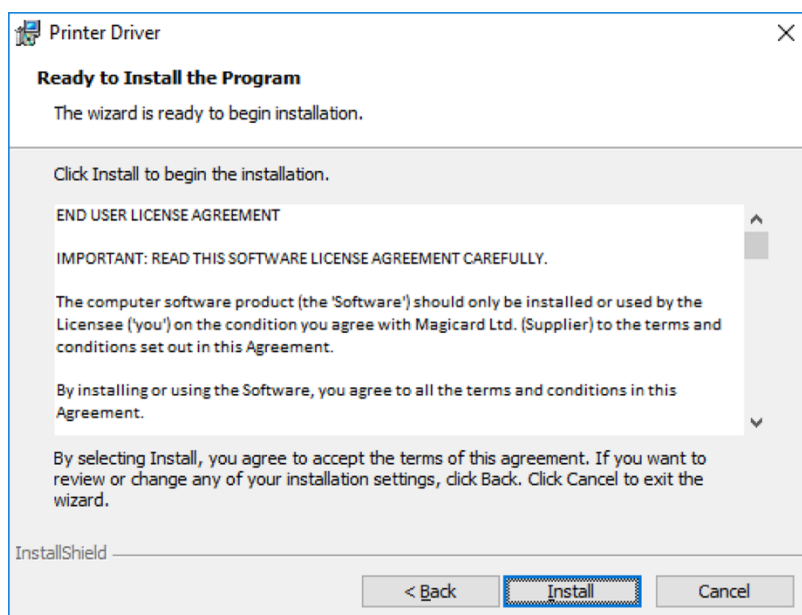 Printer Driver
Ready to Install the Program
The wizard is ready to begin installation.
Click Install to begin the installation.
END USER LICENSE AGREEMENT
IMPORTANT: READ THIS SOFTWARE LICENSE AGREEMENT CAREFULLY.
The computer software product (the 'Software') should only be installed or used by the
Licensee ('you') on the condition you agree with Magicard Ltd. (Supplier) to the terms and
conditions set out in this Agreement.
By installing or using the Software, you agree to all the terms and conditions in this
Agreement.
By selecting Install, you agree to accept the terms of this agreement. If you want to
review or change any of your installation settings, click Back. Click Cancel to exit the
wizard.
InstallShield
< Back Install Cancel